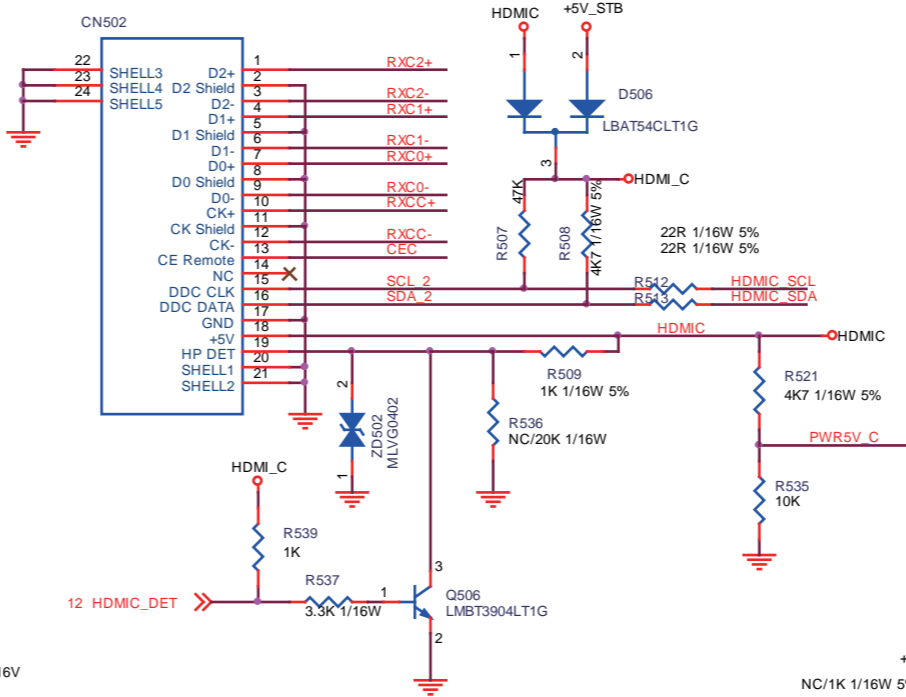 CN502
HDMIC
+5V_STB
1
2
22
23
24
SHELL3
SHELL4
SHELL5
D2+
1
RXC2+
D2 Shield
2
D2-
3
RXC2-
D1+
4
RXC1+
D1 Shield
5
D1-
6
RXC1-
D0+
7
RXC0+
D0 Shield
8
D0-
9
RXC0-
CK+
10
RXCC+
CK Shield
11
CK-
12
RXCC-
CE Remote
13
CEC
NC
14
DDC CLK
15
SCL_2
DDC DATA
16
SDA_2
GND
17
+5V
18
HP DET
19
SHELL1
20
SHELL2
21
D506
LBAT54CLT1G
3
HDMI_C
R507
47K
R508
4K7 1/16W 5%
22R 1/16W 5%
22R 1/16W 5%
R512
HDMIC_SCL
R513
HDMIC_SDA
HDMIC
HDMIC
R509
1K 1/16W 5%
R521
4K7 1/16W 5%
2
ZD502
MLVG0402
1
R536
NC/20K 1/16W
PWR5V_C
R535
10K
HDMI_C
R539
1K
12 HDMIC_DET
R537
3.3K 1/16W
1
3
Q506
LMBT3904LT1G
2
16V
+
NC/1K 1/16W 5%